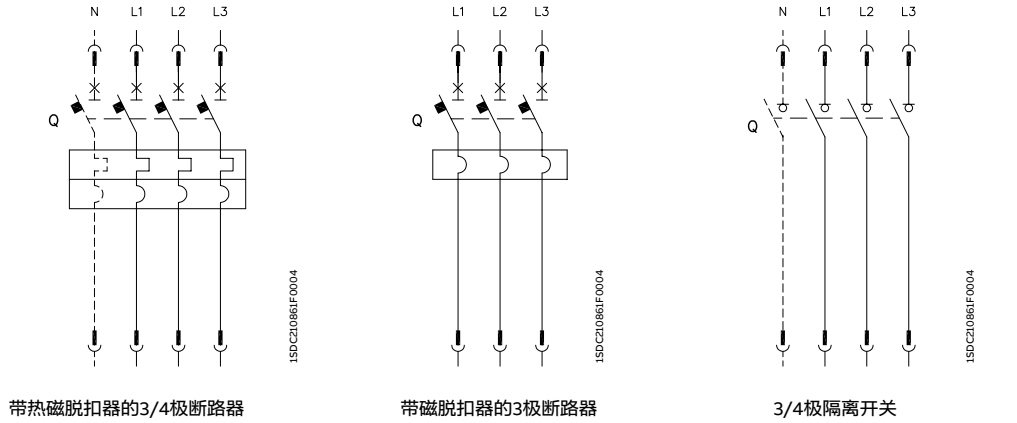 N L1 L2 L3
L1 L2 L3
N L1 L2 L3
Q
Q
Q
1SDC210861F0004
1SDC210861F0004
1SDC210861F0004
带热磁脱扣器的3/4极断路器
带磁脱扣器的3极断路器
3/4极隔离开关